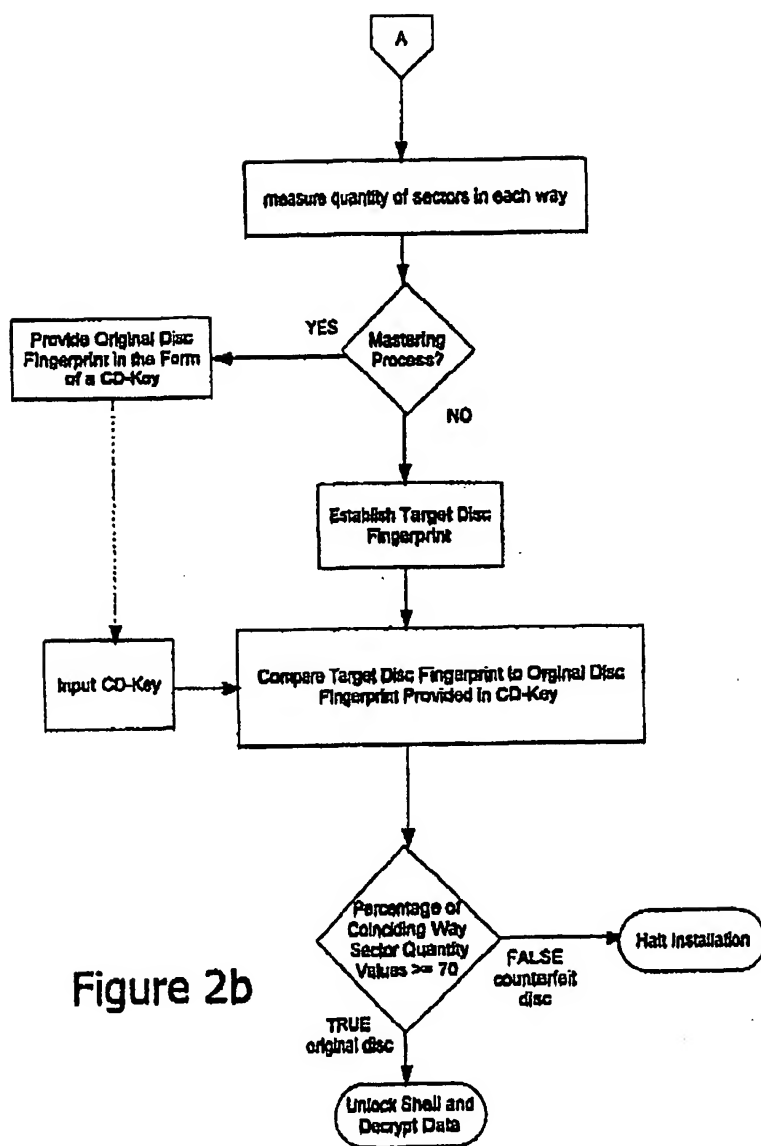 A
measure quantity of sectors in each way
Mastering
Process?
YES
NO
Provide Original Disc
Fingerprint in the Form
of a CD-Key
Establish Target Disc
Fingerprint
Input CD-Key
Compare Target Disc Fingerprint to Orginal Disc
Fingerprint Provided in CD-Key
Percentage of
Coinciding Way
Sector Quantity
Values >= 70
FALSE
counterfeit
disc
Halt Installation
TRUE
original disc
Unlock Shell and
Decrypt Data
Figure 2b